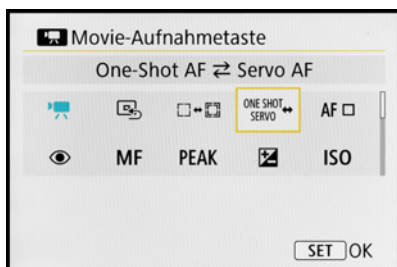 Movie-Aufnahmetaste
One-Shot AF ⇄ Servo AF
ONE SHOT
SERVO
AF
MF PEAK ISO
SET OK